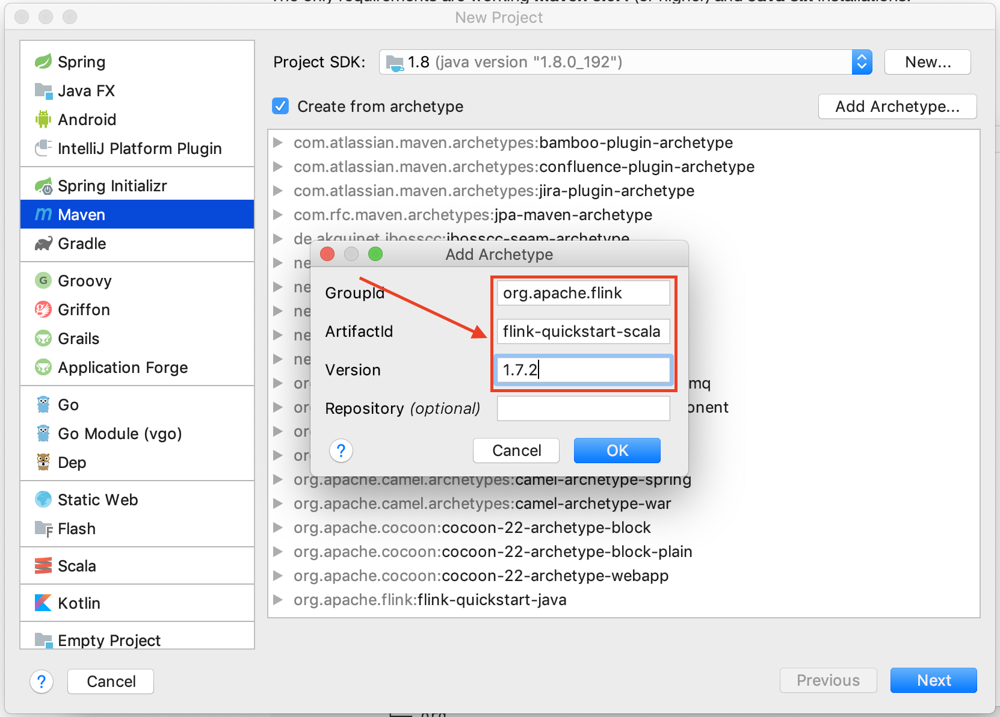 New Project
Spring
Java FX
Android
IntelliJ Platform Plugin
Spring Initializr
m Maven
Gradle
G Groovy
Griffon
Grails
Application Forge
Go
Go Module (vgo)
Dep
Static Web
Flash
Scala
Kotlin
Empty Project
Project SDK: 1.8 (java version "1.8.0_192") New...
Create from archetype Add Archetype...
com.atlassian.maven.archetypes:bamboo-plugin-archetype
com.atlassian.maven.archetypes:confluence-plugin-archetype
com.atlassian.maven.archetypes:jira-plugin-archetype
com.rfc.maven.archetypes:jpa-maven-archetype
de.akquinet.jbosscc:jbosscc-seam-archetype
ne
ne
ne
ne
ne
or mq
or onent
or
or
org.apache.camel.archetypes:camel-archetype-spring
org.apache.camel.archetypes:camel-archetype-war
org.apache.cocoon:cocoon-22-archetype-block
org.apache.cocoon:cocoon-22-archetype-block-plain
org.apache.cocoon:cocoon-22-archetype-webapp
org.apache.flink:flink-quickstart-java
Add Archetype
GroupId org.apache.flink
ArtifactId flink-quickstart-scala
Version 1.7.2
Repository (optional)
? Cancel OK
? Cancel Previous Next